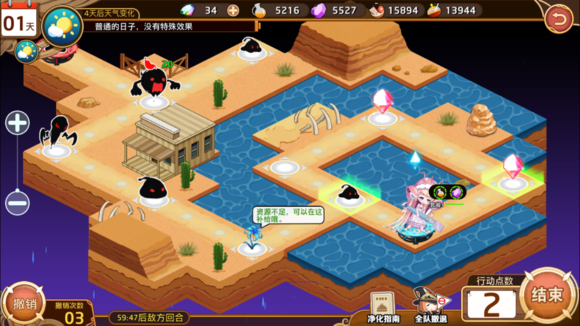 01天
4天后天气变化
普通的日子，没有特殊效果
34
5216
5527
15894
13944
20
资源不足，可以在这
补给哦。
撤销
撤销次数
03
59:47后敌方回合
净化指南
全队撤退
行动点数
2
结束